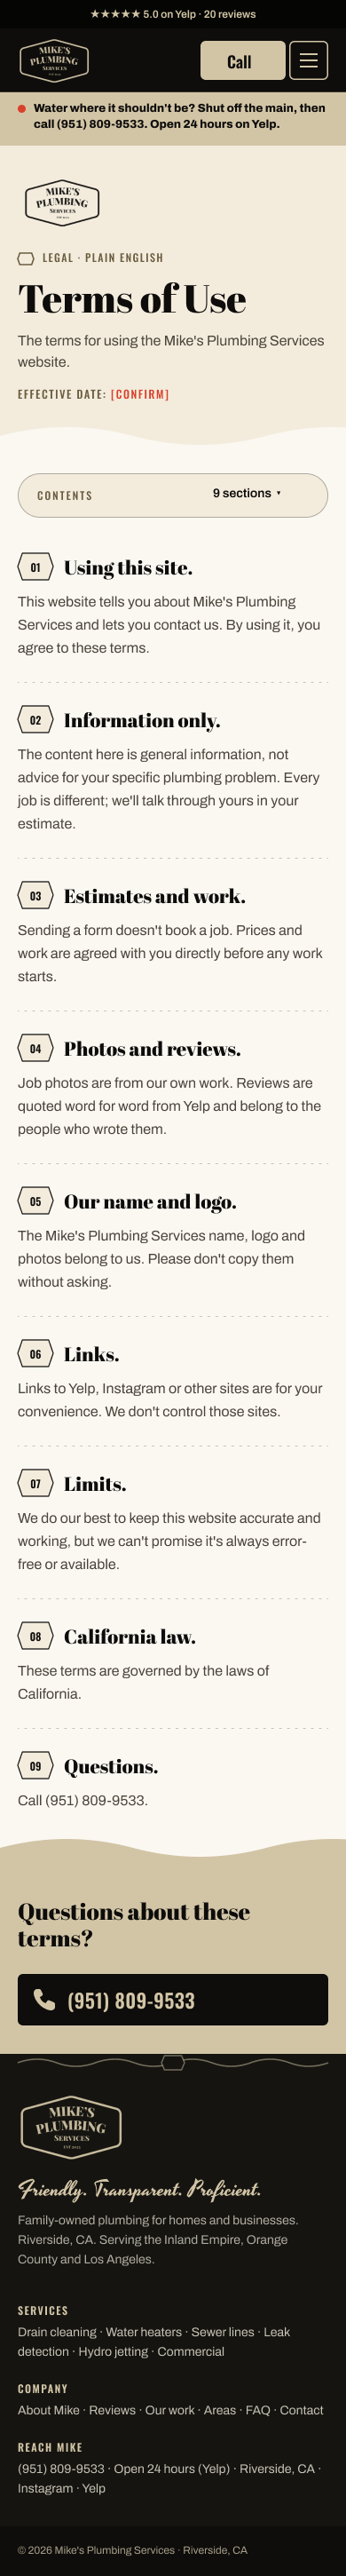 ★★★★★ 5.0 on Yelp · 20 reviews
MIKE'S
PLUMBING
SERVICES
Call
Water where it shouldn't be? Shut off the main, then
call (951) 809-9533. Open 24 hours on Yelp.
MIKE'S
PLUMBING
SERVICES
LEGAL · PLAIN ENGLISH
Terms of Use
The terms for using the Mike's Plumbing Services
website.
EFFECTIVE DATE: [CONFIRM]
CONTENTS 9 sections ▾
01 Using this site.
This website tells you about Mike's Plumbing
Services and lets you contact us. By using it, you
agree to these terms.
02 Information only.
The content here is general information, not
advice for your specific plumbing problem. Every
job is different; we'll talk through yours in your
estimate.
03 Estimates and work.
Sending a form doesn't book a job. Prices and
work are agreed with you directly before any work
starts.
04 Photos and reviews.
Job photos are from our own work. Reviews are
quoted word for word from Yelp and belong to the
people who wrote them.
05 Our name and logo.
The Mike's Plumbing Services name, logo and
photos belong to us. Please don't copy them
without asking.
06 Links.
Links to Yelp, Instagram or other sites are for your
convenience. We don't control those sites.
07 Limits.
We do our best to keep this website accurate and
working, but we can't promise it's always error-
free or available.
08 California law.
These terms are governed by the laws of
California.
09 Questions.
Call (951) 809-9533.
Questions about these
terms?
(951) 809-9533
MIKE'S
PLUMBING
SERVICES
Friendly. Transparent. Proficient.
Family-owned plumbing for homes and businesses.
Riverside, CA. Serving the Inland Empire, Orange
County and Los Angeles.
SERVICES
Drain cleaning · Water heaters · Sewer lines · Leak
detection · Hydro jetting · Commercial
COMPANY
About Mike · Reviews · Our work · Areas · FAQ · Contact
REACH MIKE
(951) 809-9533 · Open 24 hours (Yelp) · Riverside, CA ·
Instagram · Yelp
© 2026 Mike's Plumbing Services · Riverside, CA